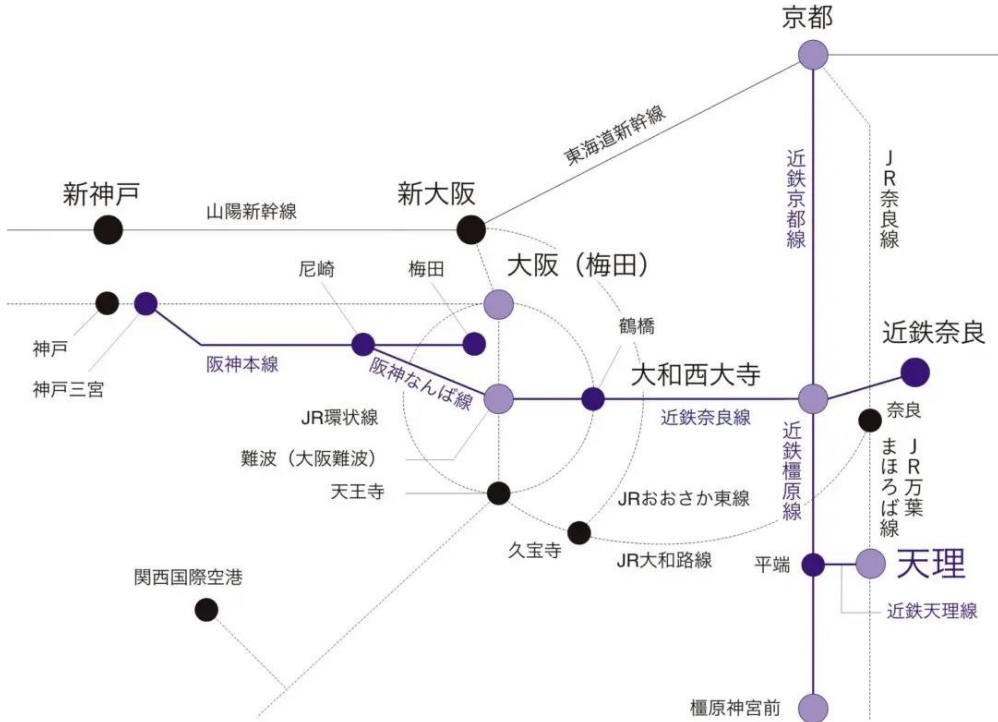 京都
東海道新幹線
近鉄京都線
JR奈良線
新神戸
山陽新幹線
新大阪
尼崎
梅田
大阪（梅田）
鶴橋
近鉄奈良
神戸
神戸三宮
阪神本線
阪神なんば線
大和西大寺
近鉄奈良線
奈良
JR環状線
難波（大阪難波）
天王寺
近鉄橿原線
JR万葉
まほろば線
JRおおさか東線
久宝寺
JR大和路線
平端
天理
関西国際空港
近鉄天理線
橿原神宮前